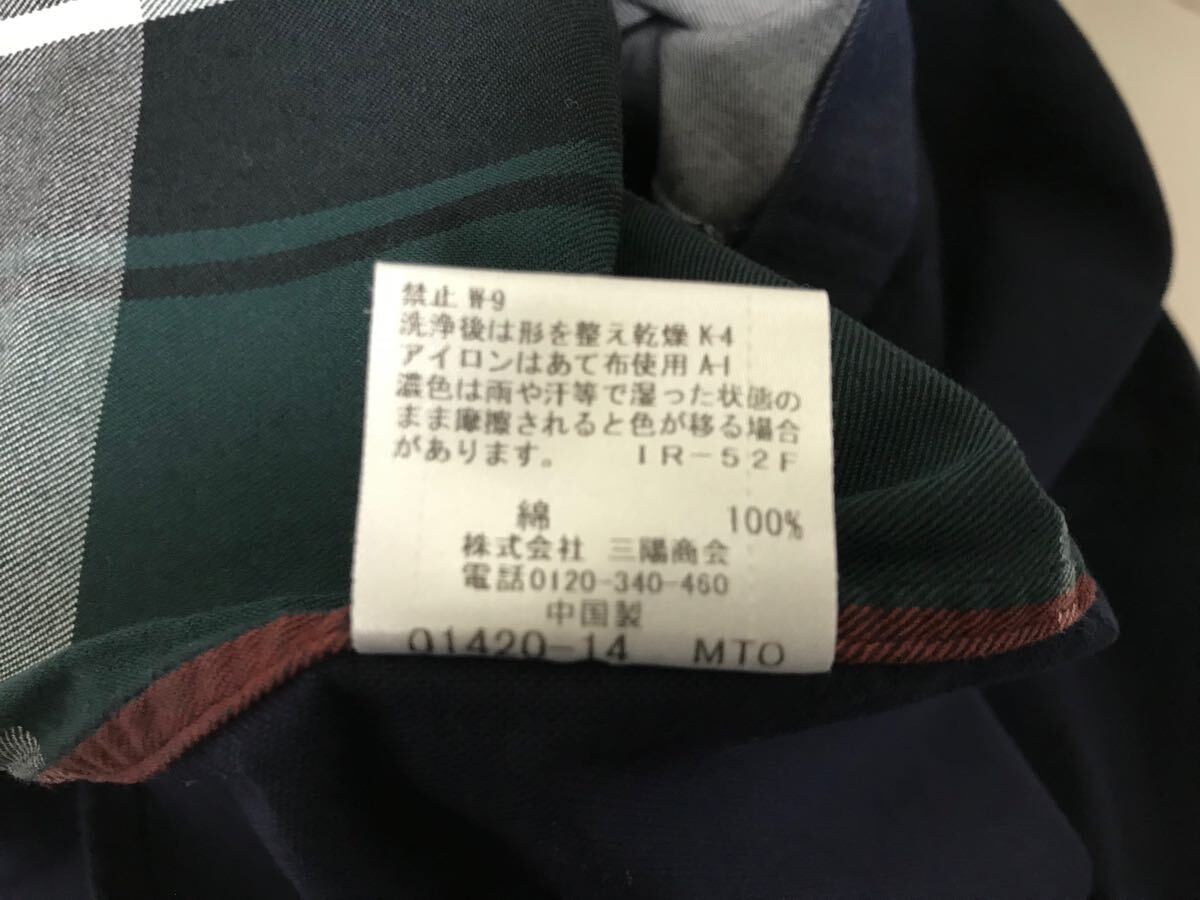 禁止 W-9
洗浄後は形を整え乾燥 K-4
アイロンはあて布使用 A-1
濃色は雨や汗等で湿った状態の
まま摩擦されると色が移る場合
があります。 IR-52F
綿 100%
株式会社 三陽商会
電話0120-340-460
中国製
01420-14 MTO